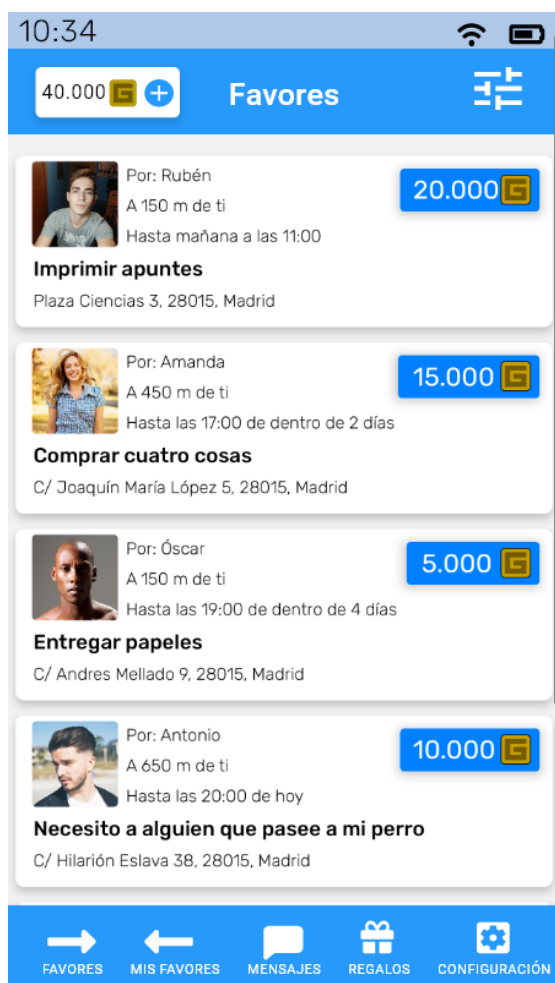 10:34
40.000 G
Favores
Por: Rubén
20.000 G
A 150 m de ti
Hasta mañana a las 11:00
Imprimir apuntes
Plaza Ciencias 3, 28015, Madrid
Por: Amanda
15.000 G
A 450 m de ti
Hasta las 17:00 de dentro de 2 días
Comprar cuatro cosas
C/ Joaquín María López 5, 28015, Madrid
Por: Óscar
5.000 G
A 150 m de ti
Hasta las 19:00 de dentro de 4 días
Entregar papeles
C/ Andres Mellado 9, 28015, Madrid
Por: Antonio
10.000 G
A 650 m de ti
Hasta las 20:00 de hoy
Necesito a alguien que pasee a mi perro
C/ Hilarión Eslava 38, 28015, Madrid
FAVORES MIS FAVORES MENSAJES REGALOS CONFIGURACIÓN